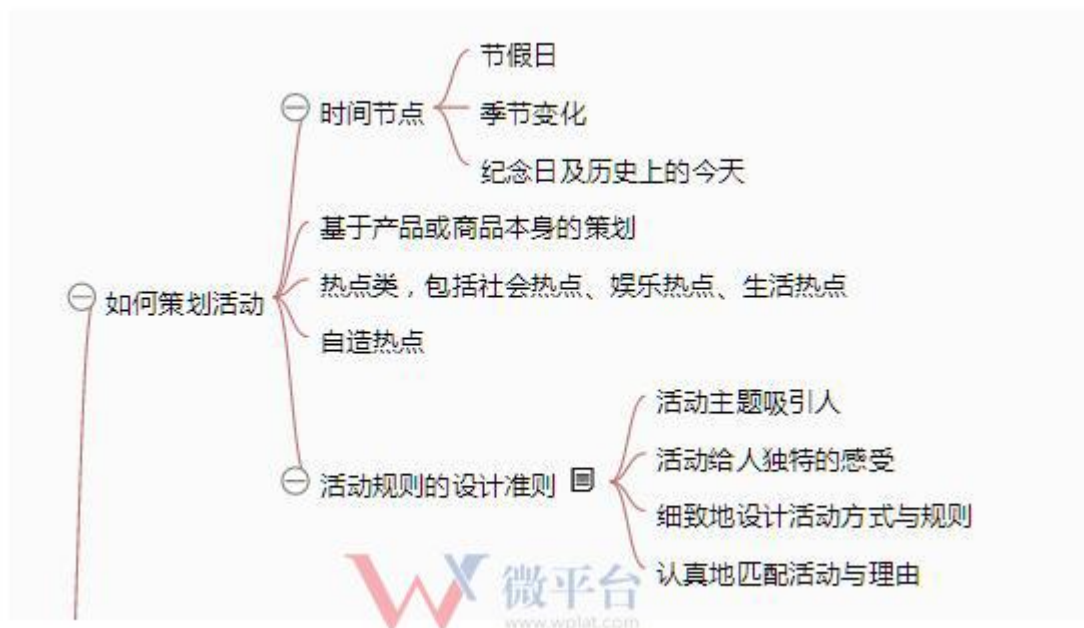 节假日
时间节点
季节变化
纪念日及历史上的今天
基于产品或商品本身的策划
热点类，包括社会热点、娱乐热点、生活热点
如何策划活动
自造热点
活动主题吸引人
活动给人独特的感受
活动规则的设计准则
细致地设计活动方式与规则
认真地匹配活动与理由
WX 微平台
www.wplat.com